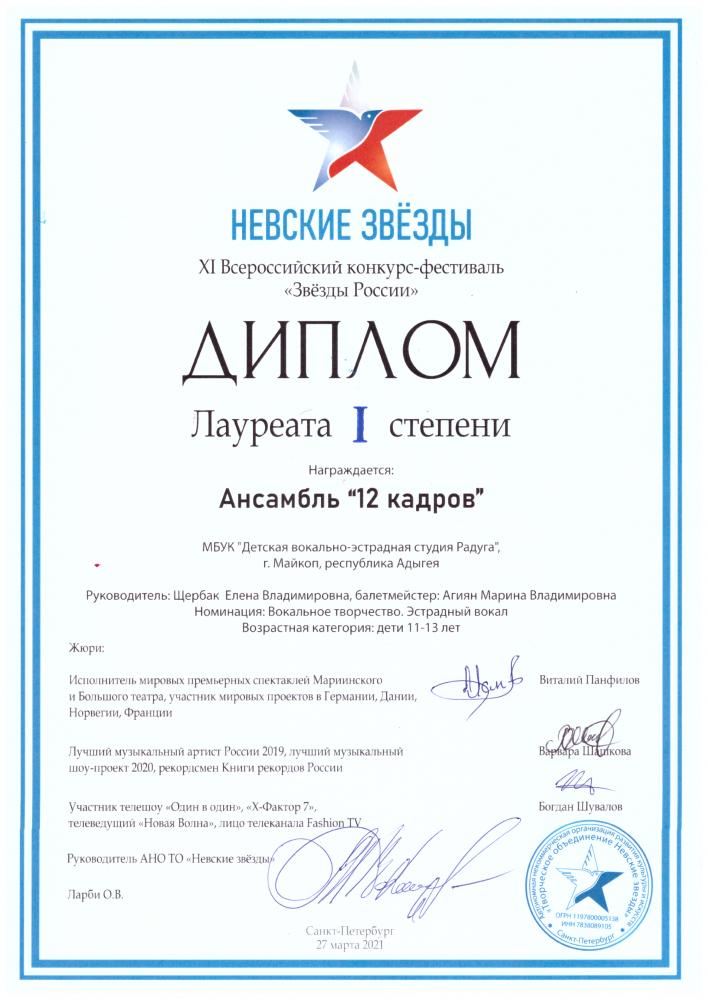 НЕВСКИЕ ЗВЁЗДЫ
XI Всероссийский конкурс-фестиваль
«Звёзды России»
ДИПЛОМ
Лауреата I степени
Награждается:
Ансамбль “12 кадров”
МБУК "Детская вокально-эстрадная студия Радуга",
г. Майкоп, республика Адыгея
Руководитель: Щербак Елена Владимировна, балетмейстер: Агиян Марина Владимировна
Номинация: Вокальное творчество. Эстрадный вокал
Возрастная категория: дети 11-13 лет
Жюри:
Исполнитель мировых премьерных спектаклей Мариинского
и Большого театра, участник мировых проектов в Германии, Дании,
Норвегии, Франции
Виталий Панфилов
Лучший музыкальный артист России 2019, лучший музыкальный
шоу-проект 2020, рекордсмен Книги рекордов России
Варвара Шашкова
Участник телешоу «Один в один», «Х-Фактор 7»,
телеведущий «Новая Волна», лицо телеканала Fashion TV
Богдан Шувалов
Руководитель АНО ТО «Невские звёзды»
Ларби О.В.
Автономная некоммерческая организация развития культуры и искусств
«Творческое объединение Невские звезды»
ОГРН 1197800005138
ИНН 7838089105
Санкт-Петербург
Санкт-Петербург
27 марта 2021